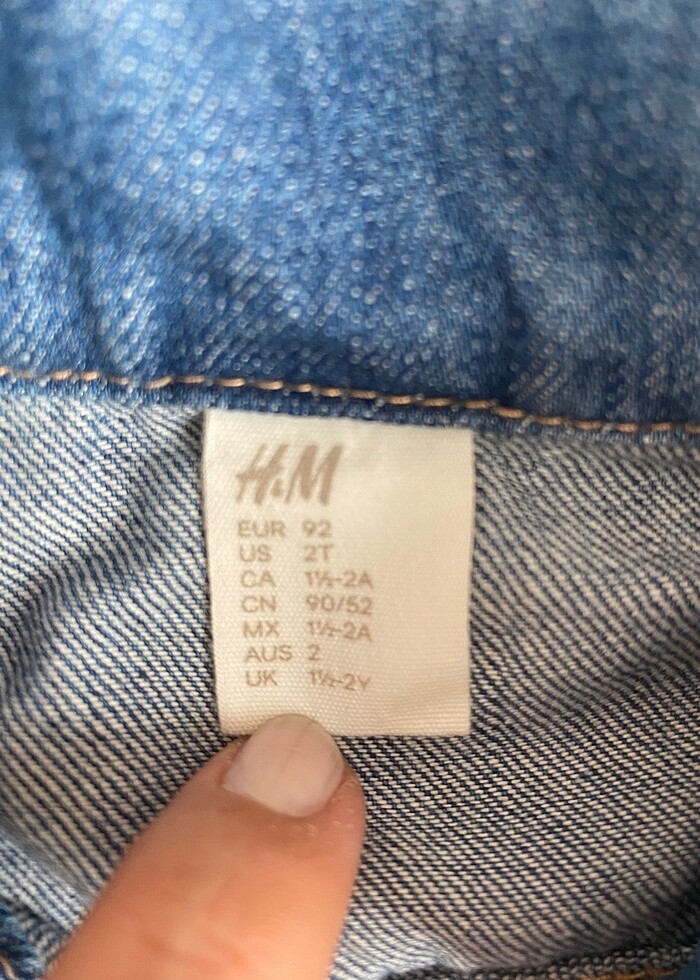 H&M
EUR 92
US 2T
CA 1½-2A
CN 90/52
MX 1½-2A
AUS 2
UK 1½-2Y